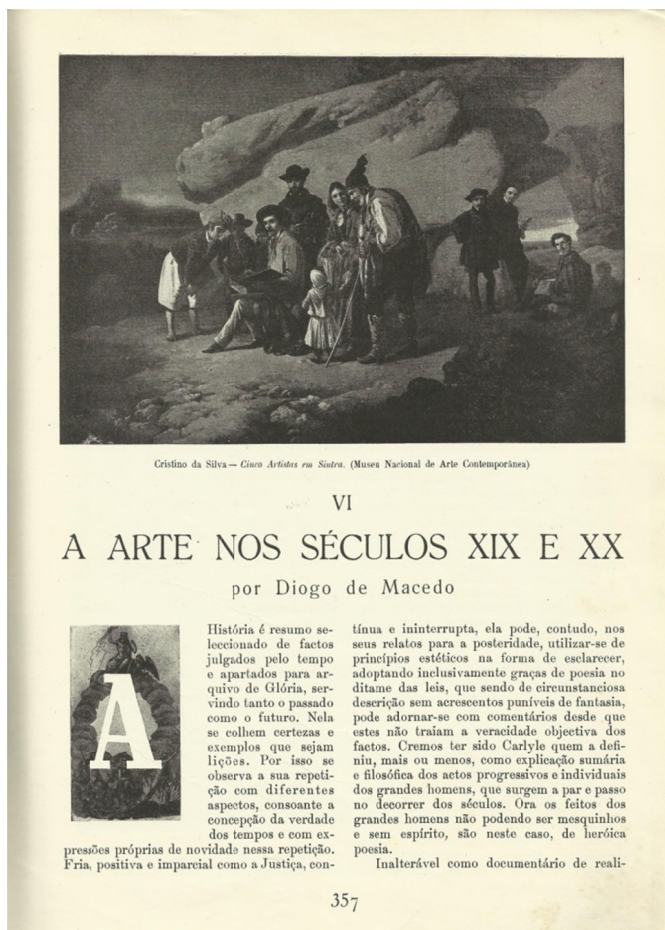 Cristino da Silva — Cinco Artistas em Sintra. (Museu Nacional de Arte Contemporânea)
VI
A ARTE NOS SÉCULOS XIX E XX
por Diogo de Macedo
A
História é resumo se-
leccionado de factos
julgados pelo tempo
e apartados para ar-
quivo de Glória, ser-
vindo tanto o passado
como o futuro. Nela
se colhem certezas e
exemplos que sejam
lições. Por isso se
observa a sua repeti-
ção com diferentes
aspectos, consoante a
concepção da verdade
dos tempos e com ex-
pressões próprias de novidade nessa repetição.
Fria, positiva e imparcial como a Justiça, con-
tínua e ininterrupta, ela pode, contudo, nos
seus relatos para a posteridade, utilizar-se de
princípios estéticos na forma de esclarecer,
adoptando inclusivamente graças de poesia no
ditame das leis, que sendo de circunstanciosa
descrição sem acrescentos puníveis de fantasia,
pode adornar-se com comentários desde que
estes não traiam a veracidade objectiva dos
factos. Cremos ter sido Carlyle quem a defi-
niu, mais ou menos, como explicação sumária
e filosófica dos actos progressivos e individuais
dos grandes homens, que surgem a par e passo
no decorrer dos séculos. Ora os feitos dos
grandes homens não podendo ser mesquinhos
e sem espírito, são neste caso, de heróica
poesia.
Inalterável como documentário de reali-
357